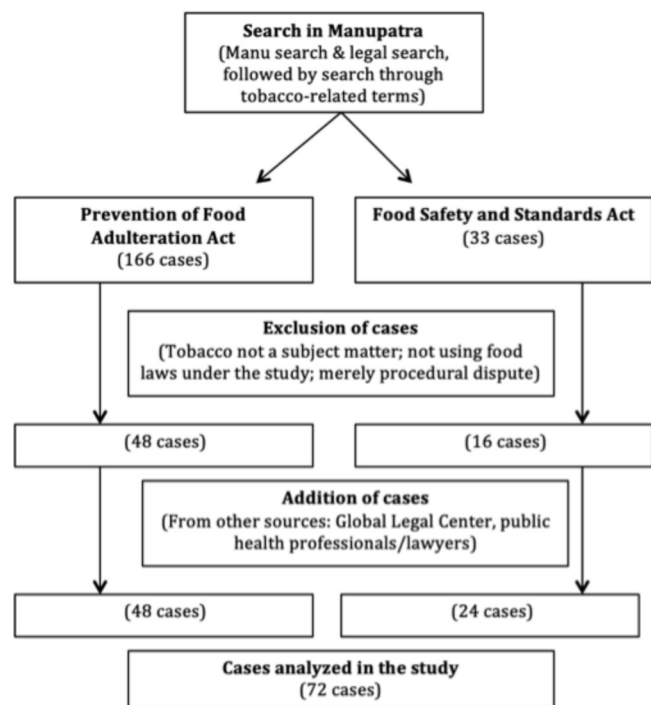 Search in Manupatra
(Manu search & legal search,
followed by search through
tobacco-related terms)
Prevention of Food
Adulteration Act
(166 cases)
Food Safety and Standards Act
(33 cases)
Exclusion of cases
(Tobacco not a subject matter; not using food
laws under the study; merely procedural dispute)
(48 cases)
(16 cases)
Addition of cases
(From other sources: Global Legal Center, public
health professionals/lawyers)
(48 cases)
(24 cases)
Cases analyzed in the study
(72 cases)